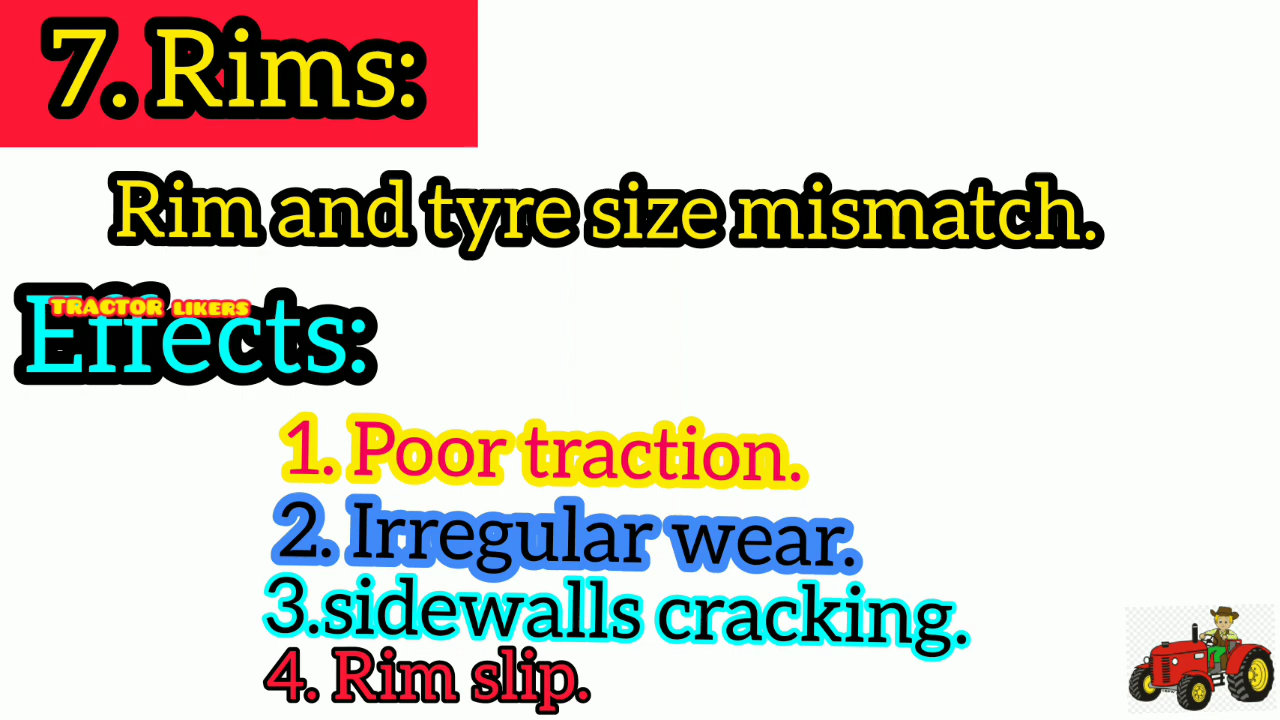 7. Rims:
Rim and tyre size mismatch.
TRACTOR LIKERS
Effects:
1. Poor traction.
2. Irregular wear.
3.sidewalls cracking.
4. Rim slip.